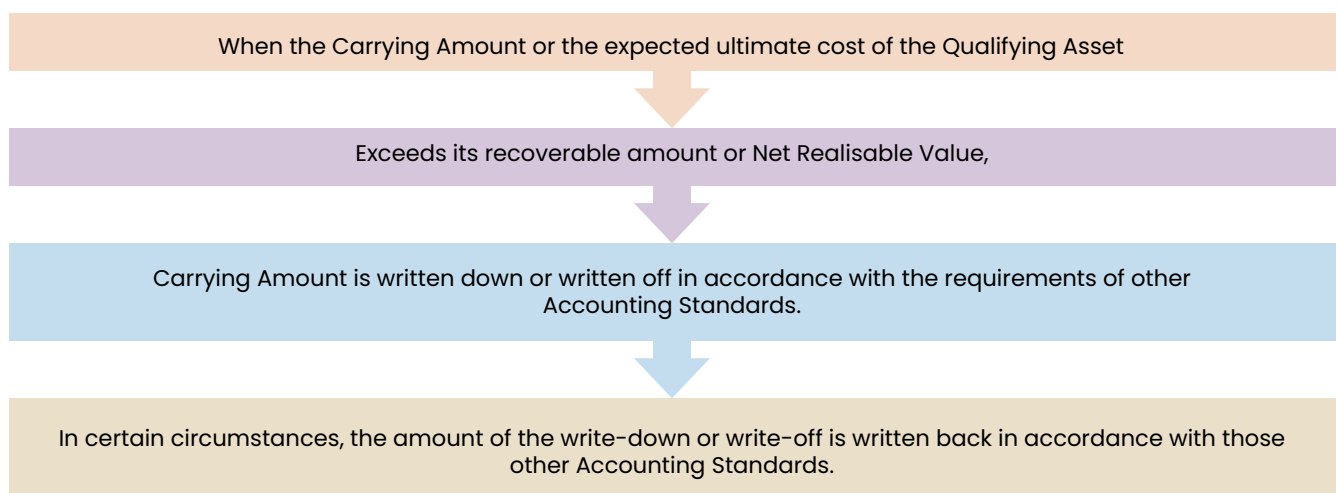 When the Carrying Amount or the expected ultimate cost of the Qualifying Asset
Exceeds its recoverable amount or Net Realisable Value,
Carrying Amount is written down or written off in accordance with the requirements of other
Accounting Standards.
In certain circumstances, the amount of the write-down or write-off is written back in accordance with those
other Accounting Standards.